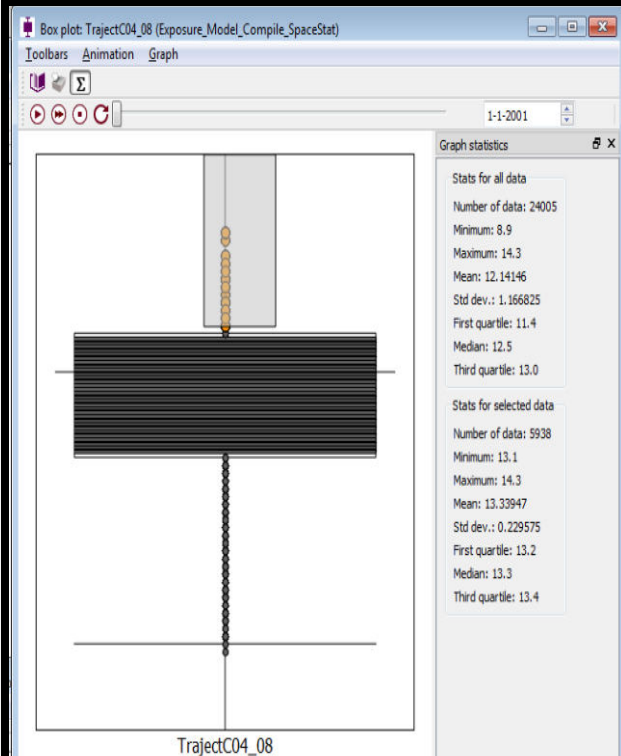 Box plot: TrajectC04_08 (Exposure_Model_Compile_SpaceStat)
Toolbars Animation Graph
Σ
1-1-2001
Graph statistics
Stats for all data
Number of data: 24005
Minimum: 8.9
Maximum: 14.3
Mean: 12.14146
Std dev.: 1.166825
First quartile: 11.4
Median: 12.5
Third quartile: 13.0
Stats for selected data
Number of data: 5938
Minimum: 13.1
Maximum: 14.3
Mean: 13.33947
Std dev.: 0.229575
First quartile: 13.2
Median: 13.3
Third quartile: 13.4
TrajectC04_08